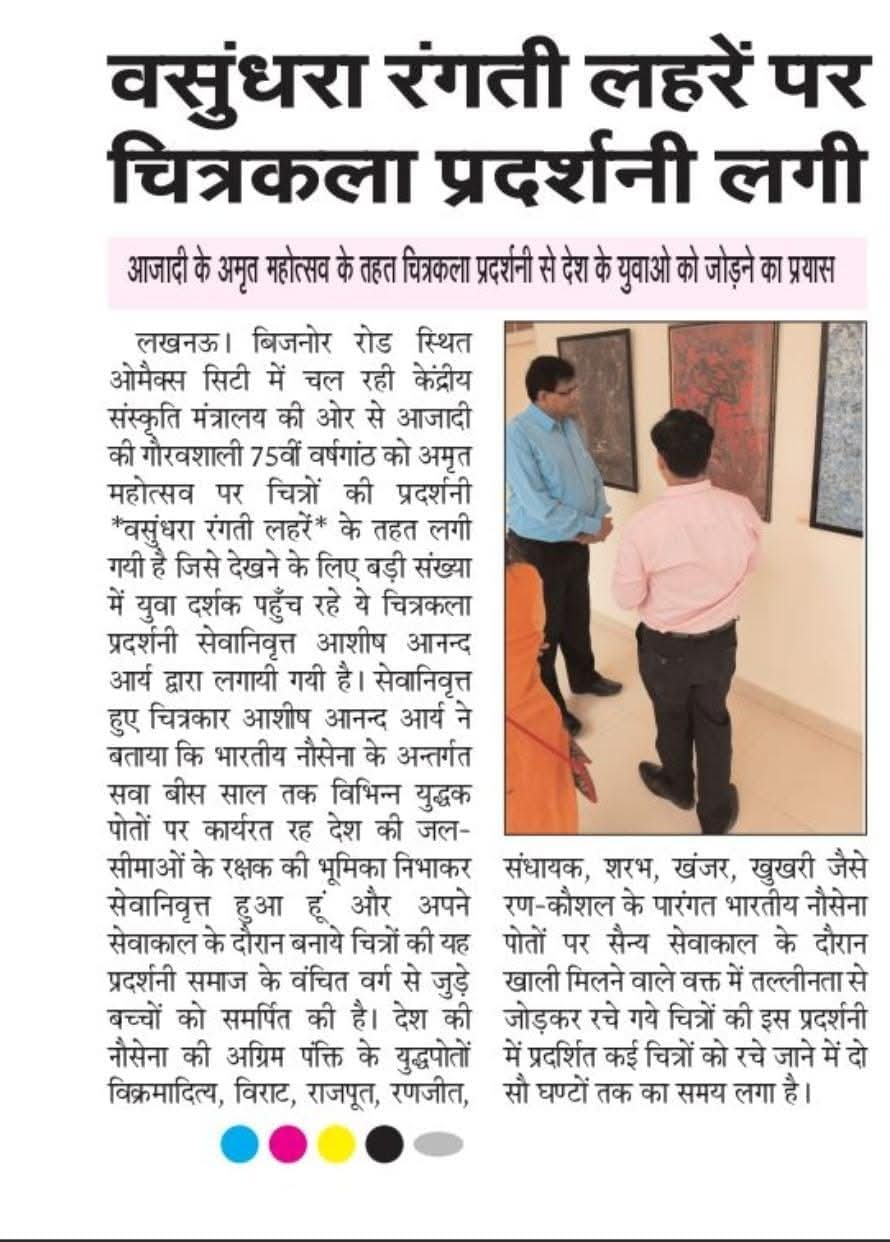 वसुंधरा रंगती लहरें पर
चित्रकला प्रदर्शनी लगी
आजादी के अमृत महोत्सव के तहत चित्रकला प्रदर्शनी से देश के युवाओ को जोड़ने का प्रयास
लखनऊ। बिजनोर रोड स्थित
ओमैक्स सिटी में चल रही केंद्रीय
संस्कृति मंत्रालय की ओर से आजादी
की गौरवशाली 75वीं वर्षगांठ को अमृत
महोत्सव पर चित्रों की प्रदर्शनी
*वसुंधरा रंगती लहरें* के तहत लगी
गयी है जिसे देखने के लिए बड़ी संख्या
में युवा दर्शक पहुँच रहे ये चित्रकला
प्रदर्शनी सेवानिवृत्त आशीष आनन्द
आर्य द्वारा लगायी गयी है। सेवानिवृत्त
हुए चित्रकार आशीष आनन्द आर्य ने
बताया कि भारतीय नौसेना के अन्तर्गत
सवा बीस साल तक विभिन्न युद्धक
पोतों पर कार्यरत रह देश की जल-
सीमाओं के रक्षक की भूमिका निभाकर
सेवानिवृत्त हुआ हूं और अपने
सेवाकाल के दौरान बनाये चित्रों की यह
प्रदर्शनी समाज के वंचित वर्ग से जुड़े
बच्चों को समर्पित की है। देश की
नौसेना की अग्रिम पंक्ति के युद्धपोतों
विक्रमादित्य, विराट, राजपूत, रणजीत,
संधायक, शरभ, खंजर, खुखरी जैसे
रण-कौशल के पारंगत भारतीय नौसेना
पोतों पर सैन्य सेवाकाल के दौरान
खाली मिलने वाले वक्त में तल्लीनता से
जोड़कर रचे गये चित्रों की इस प्रदर्शनी
में प्रदर्शित कई चित्रों को रचे जाने में दो
सौ घण्टों तक का समय लगा है।